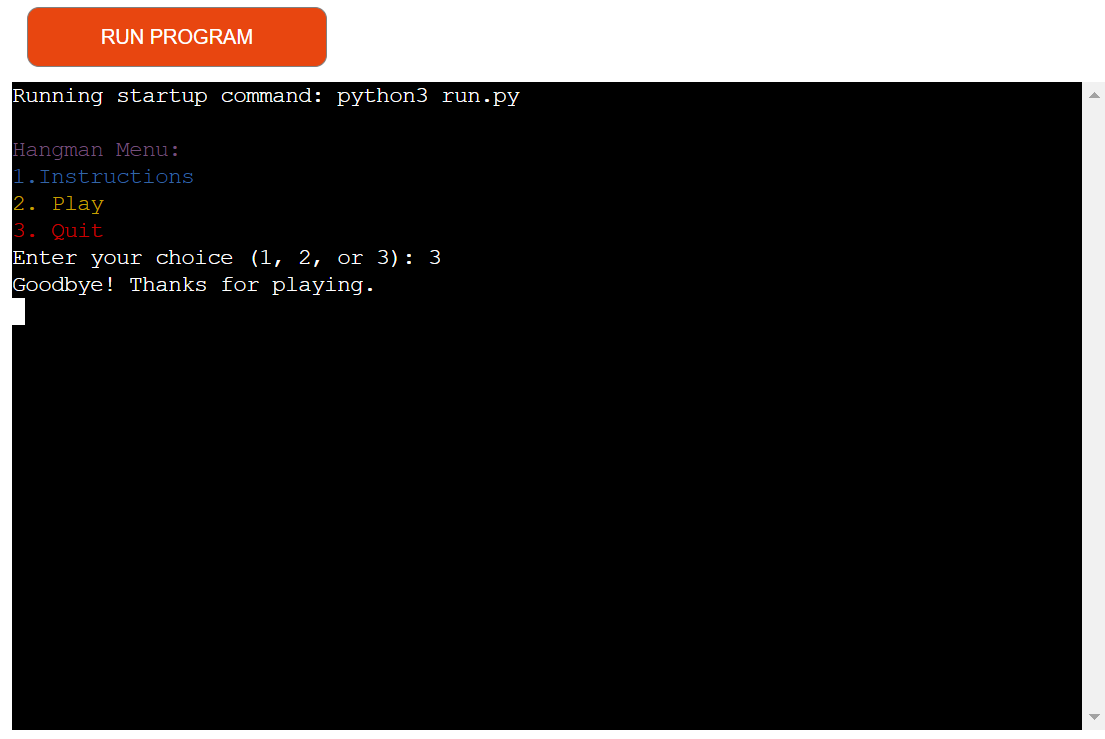 RUN PROGRAM
Running startup command: python3 run.py
Hangman Menu:
1.Instructions
2. Play
3. Quit
Enter your choice (1, 2, or 3): 3
Goodbye! Thanks for playing.